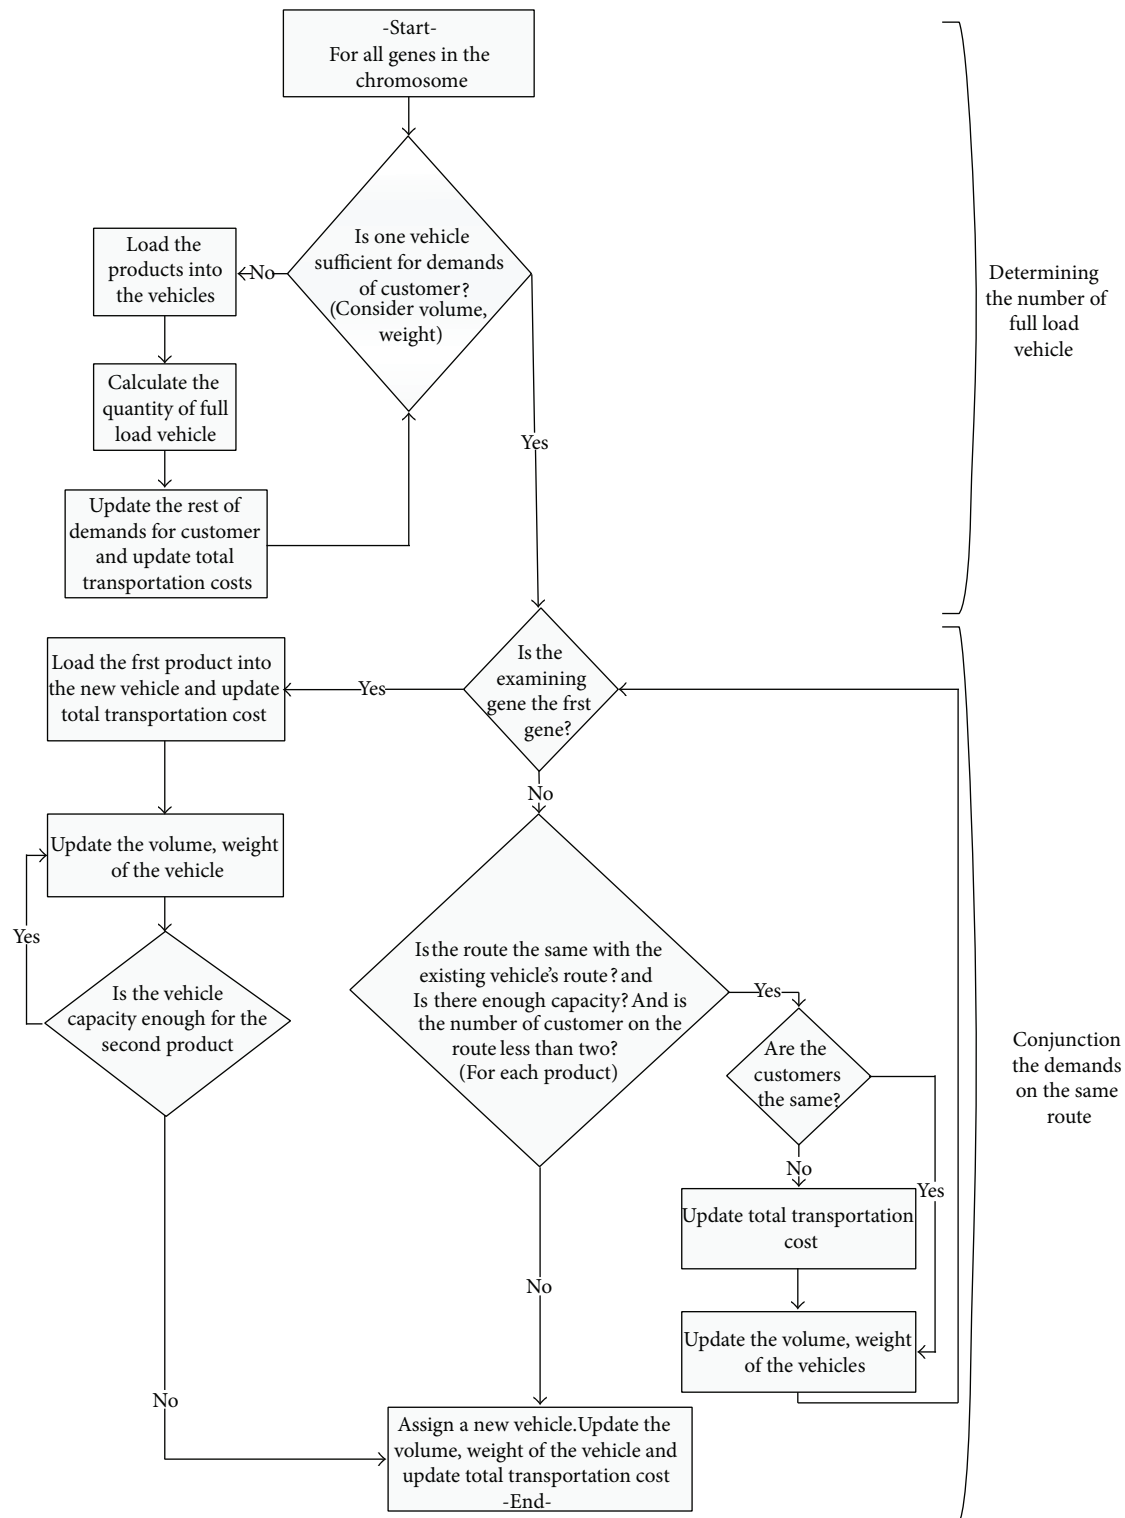 -Start-
For all genes in the
chromosome
Is one vehicle
sufficient for demands
of customer?
(Consider volume,
weight)
No
Load the
products into
the vehicles
Calculate the
quantity of full
load vehicle
Update the rest of
demands for customer
and update total
transportation costs
Yes
Determining
the number of
full load
vehicle
Is the
examining
gene the frst
gene?
Yes
Load the frst product into
the new vehicle and update
total transportation cost
Update the volume, weight
of the vehicle
Yes
Is the vehicle
capacity enough for the
second product
No
No
Is the route the same with the
existing vehicle's route? and
Is there enough capacity? And is
the number of customer on the
route less than two?
(For each product)
Yes
Are the
customers
the same?
No
Yes
Update total transportation
cost
Update the volume, weight
of the vehicles
No
Assign a new vehicle.Update the
volume, weight of the vehicle and
update total transportation cost
-End-
Conjunction
the demands
on the same
route